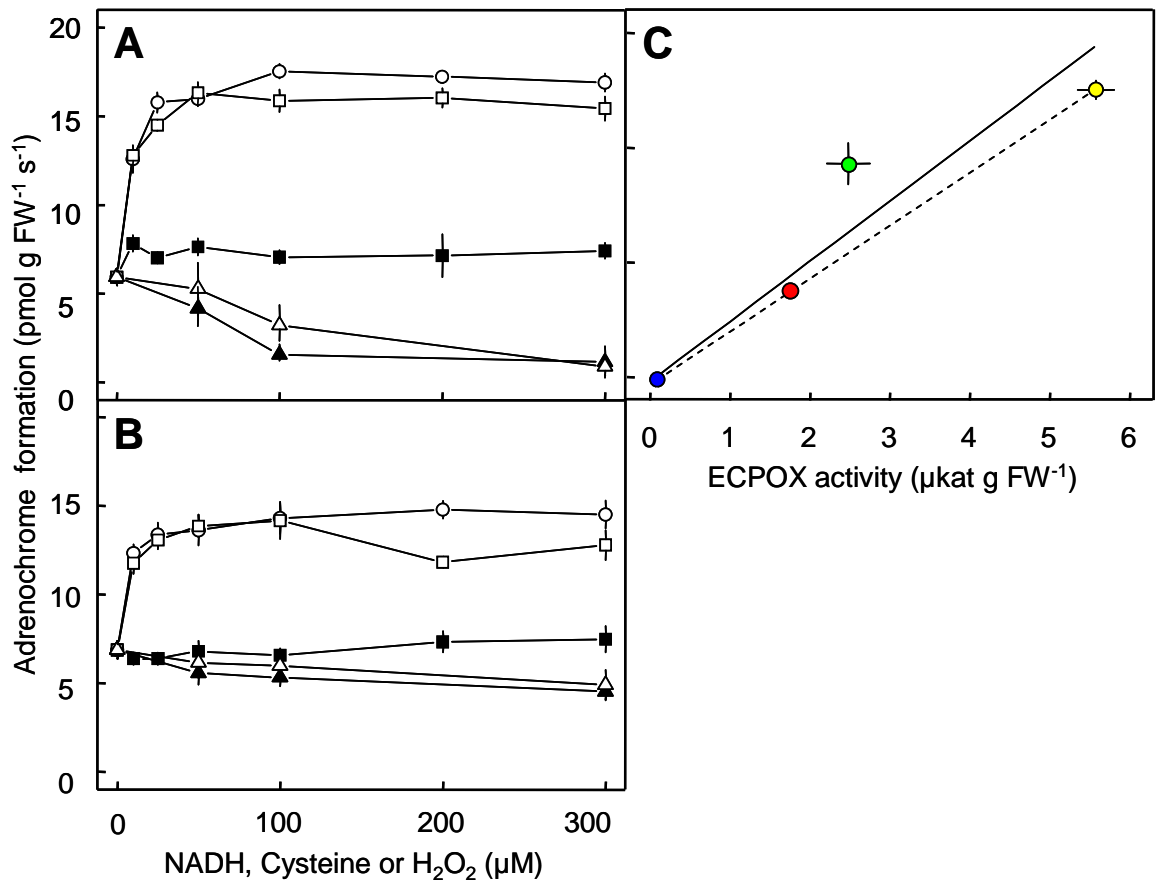 A
20
15
10
5
0
B
15
10
5
0
0 100 200 300
NADH, Cysteine or H₂O₂ (µM)
Adrenochrome formation (pmol g FW⁻¹ s⁻¹)
C
0 1 2 3 4 5 6
ECPOX activity (µkat g FW⁻¹)